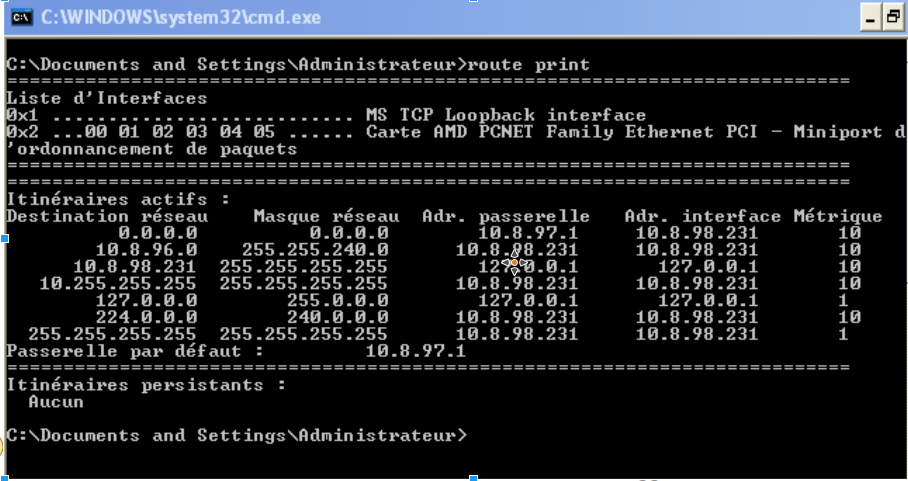 C:\WINDOWS\system32\cmd.exe
C:\Documents and Settings\Administrateur>route print
===========================================================================
Liste d'Interfaces
0x1 ........................... MS TCP Loopback interface
0x2 ...00 01 02 03 04 05 ...... Carte AMD PCNET Family Ethernet PCI - Miniport d
'ordonnancement de paquets
===========================================================================
===========================================================================
Itinéraires actifs :
Destination réseau    Masque réseau  Adr. passerelle   Adr. interface Métrique
0.0.0.0          0.0.0.0        10.8.97.1     10.8.98.231       10
10.8.96.0    255.255.240.0      10.8.98.231     10.8.98.231       10
10.8.98.231  255.255.255.255        127.0.0.1       127.0.0.1       10
10.255.255.255  255.255.255.255      10.8.98.231     10.8.98.231       10
127.0.0.0        255.0.0.0        127.0.0.1       127.0.0.1       1
224.0.0.0        240.0.0.0      10.8.98.231     10.8.98.231       10
255.255.255.255  255.255.255.255      10.8.98.231     10.8.98.231       1
Passerelle par défaut :         10.8.97.1
===========================================================================
Itinéraires persistants :
Aucun
C:\Documents and Settings\Administrateur>